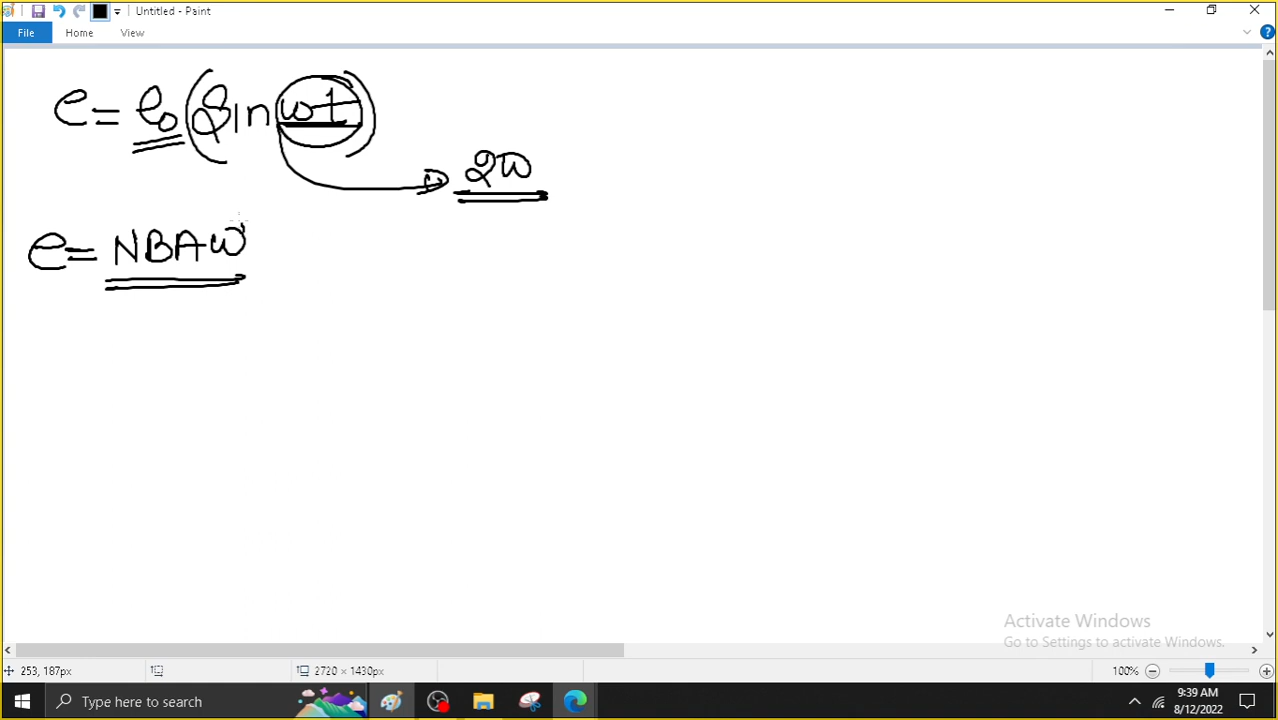 Untitled - Paint
File Home View
e = e₀ (Sin ωt)
2ω
e = NBAω
Activate Windows
Go to Settings to activate Windows.
253, 187px
2720 × 1430px
100%
Type here to search
9:39 AM
8/12/2022